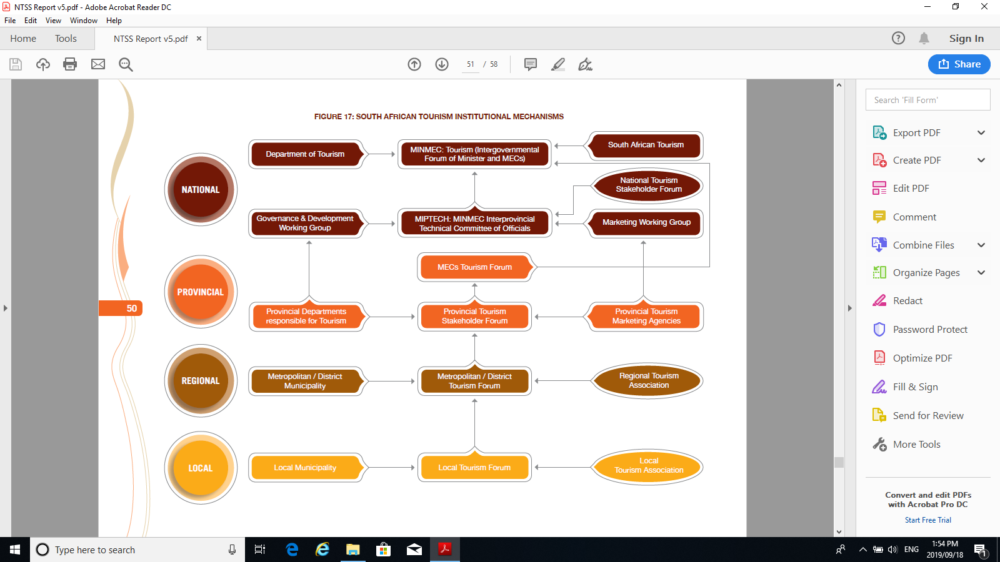 NTSS Report v5.pdf - Adobe Acrobat Reader DC
File Edit View Window Help
Home Tools NTSS Report v5.pdf × Sign In
51 / 58 Share
FIGURE 17: SOUTH AFRICAN TOURISM INSTITUTIONAL MECHANISMS
NATIONAL
Department of Tourism
MINMEC: Tourism (Intergovernmental
Forum of Minister and MECs)
South African Tourism
National Tourism
Stakeholder Forum
Governance & Development
Working Group
MIPTECH: MINMEC Interprovincial
Technical Committee of Officials
Marketing Working Group
PROVINCIAL
MECs Tourism Forum
50
Provincial Departments
responsible for Tourism
Provincial Tourism
Stakeholder Forum
Provincial Tourism
Marketing Agencies
REGIONAL
Metropolitan / District
Municipality
Metropolitan / District
Tourism Forum
Regional Tourism
Association
LOCAL
Local Municipality
Local Tourism Forum
Local
Tourism Association
Search 'Fill Form'
Export PDF
Create PDF
Edit PDF
Comment
Combine Files
Organize Pages
Redact
Password Protect
Optimize PDF
Fill & Sign
Send for Review
More Tools
Convert and edit PDFs
with Acrobat Pro DC
Start Free Trial
Type here to search
ENG
1:54 PM
2019/09/18
1